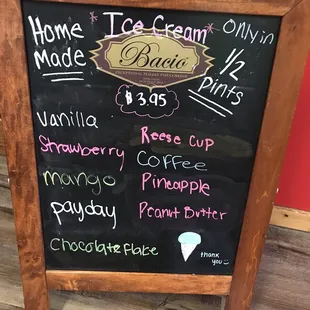 Home Made
* Ice Cream *
Only in
1/2 Pints
Bacio
$3.95
Vanilla
Strawberry
mango
payday
Chocolate Flake
Reese Cup
Coffee
Pineapple
Peanut Butter
thank you